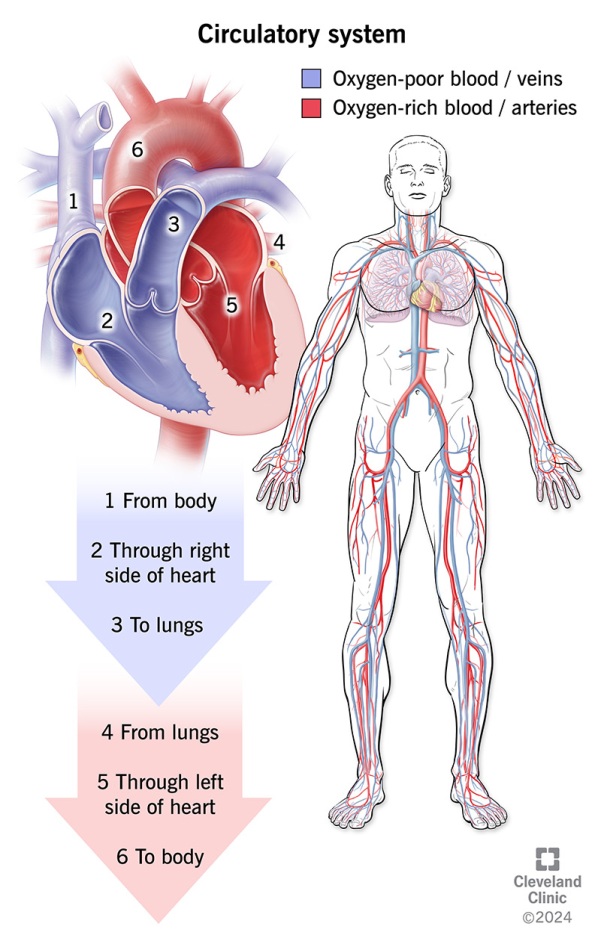 Circulatory system
Oxygen-poor blood / veins
Oxygen-rich blood / arteries
6
1
3
4
5
2
1 From body
2 Through right
side of heart
3 To lungs
4 From lungs
5 Through left
side of heart
6 To body
Cleveland
Clinic
©2024